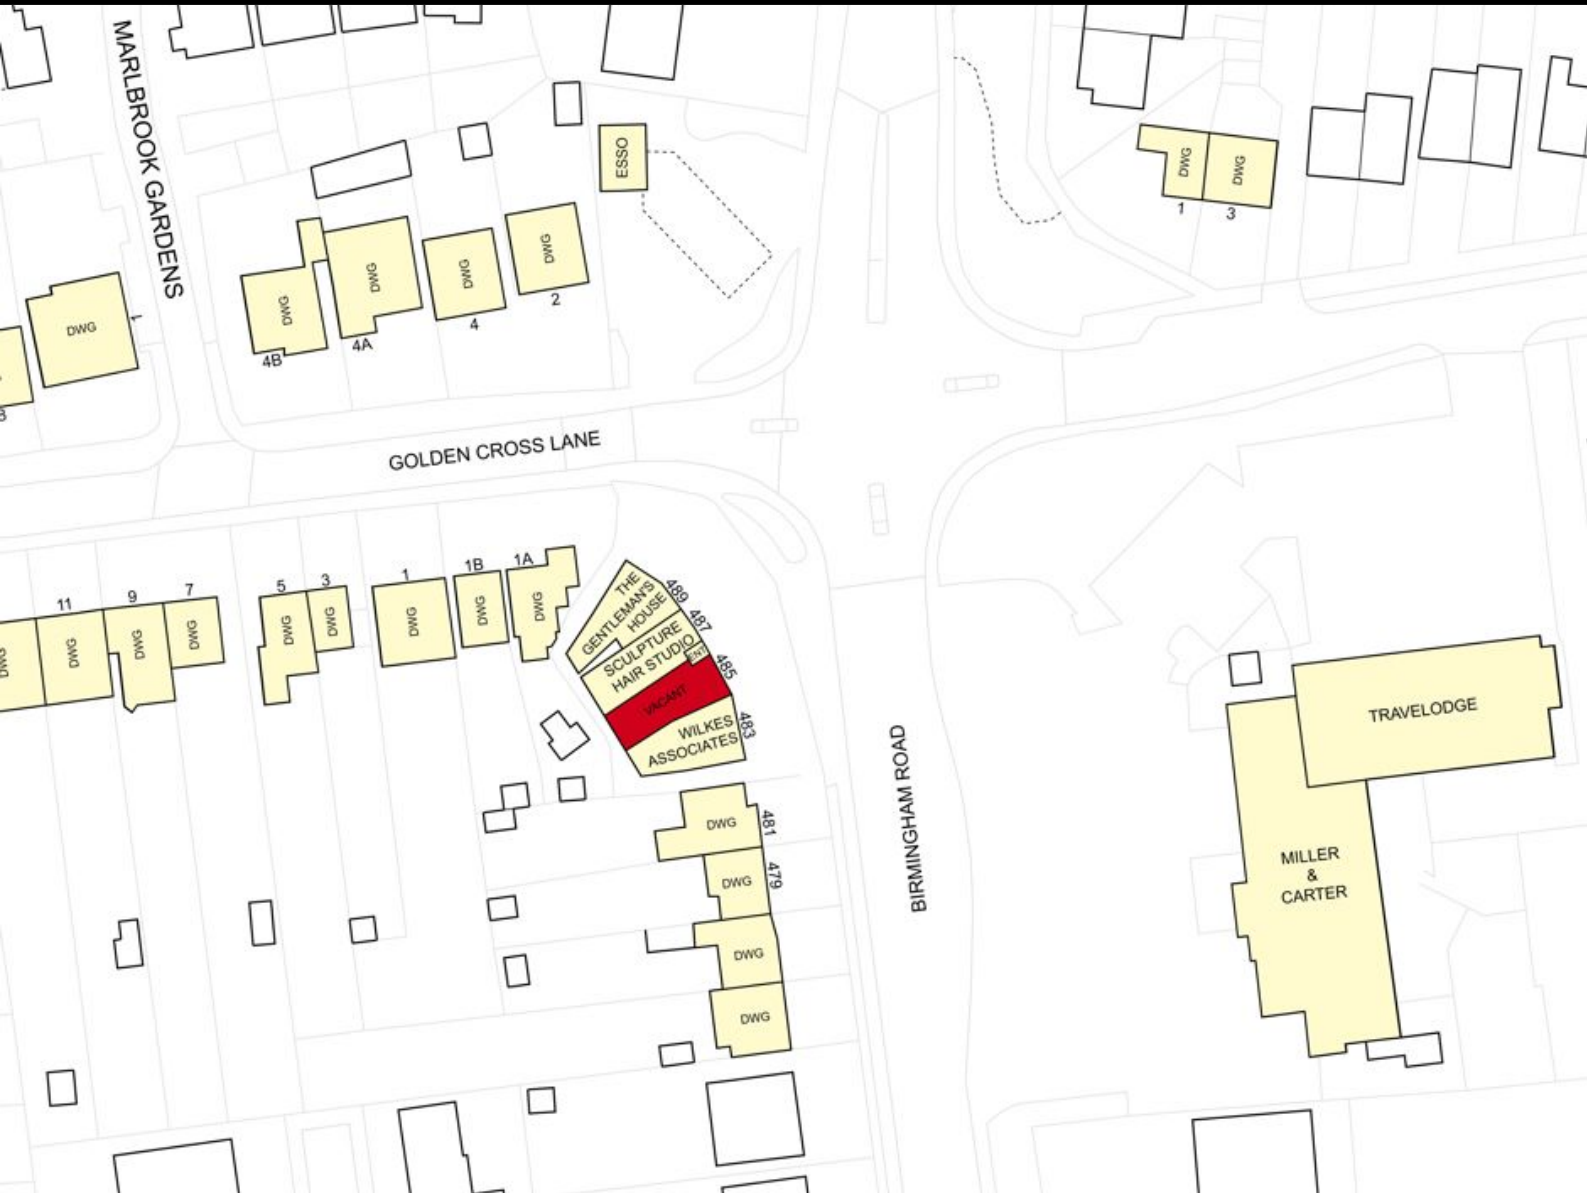 MARLBROOK GARDENS
ESSO
DWG
DWG
1
3
DWG
DWG
DWG
DWG
2
4
4A
4B
DWG
1
GOLDEN CROSS LANE
11
9
7
5
3
1
1B
1A
DWG
DWG
DWG
DWG
DWG
DWG
DWG
DWG
DWG
THE
GENTLEMAN'S
HOUSE
489
SCULPTURE
HAIR STUDIO
487
ENT
485
VACANT
WILKES
ASSOCIATES
483
DWG
481
DWG
479
DWG
DWG
BIRMINGHAM ROAD
TRAVELODGE
MILLER
&
CARTER